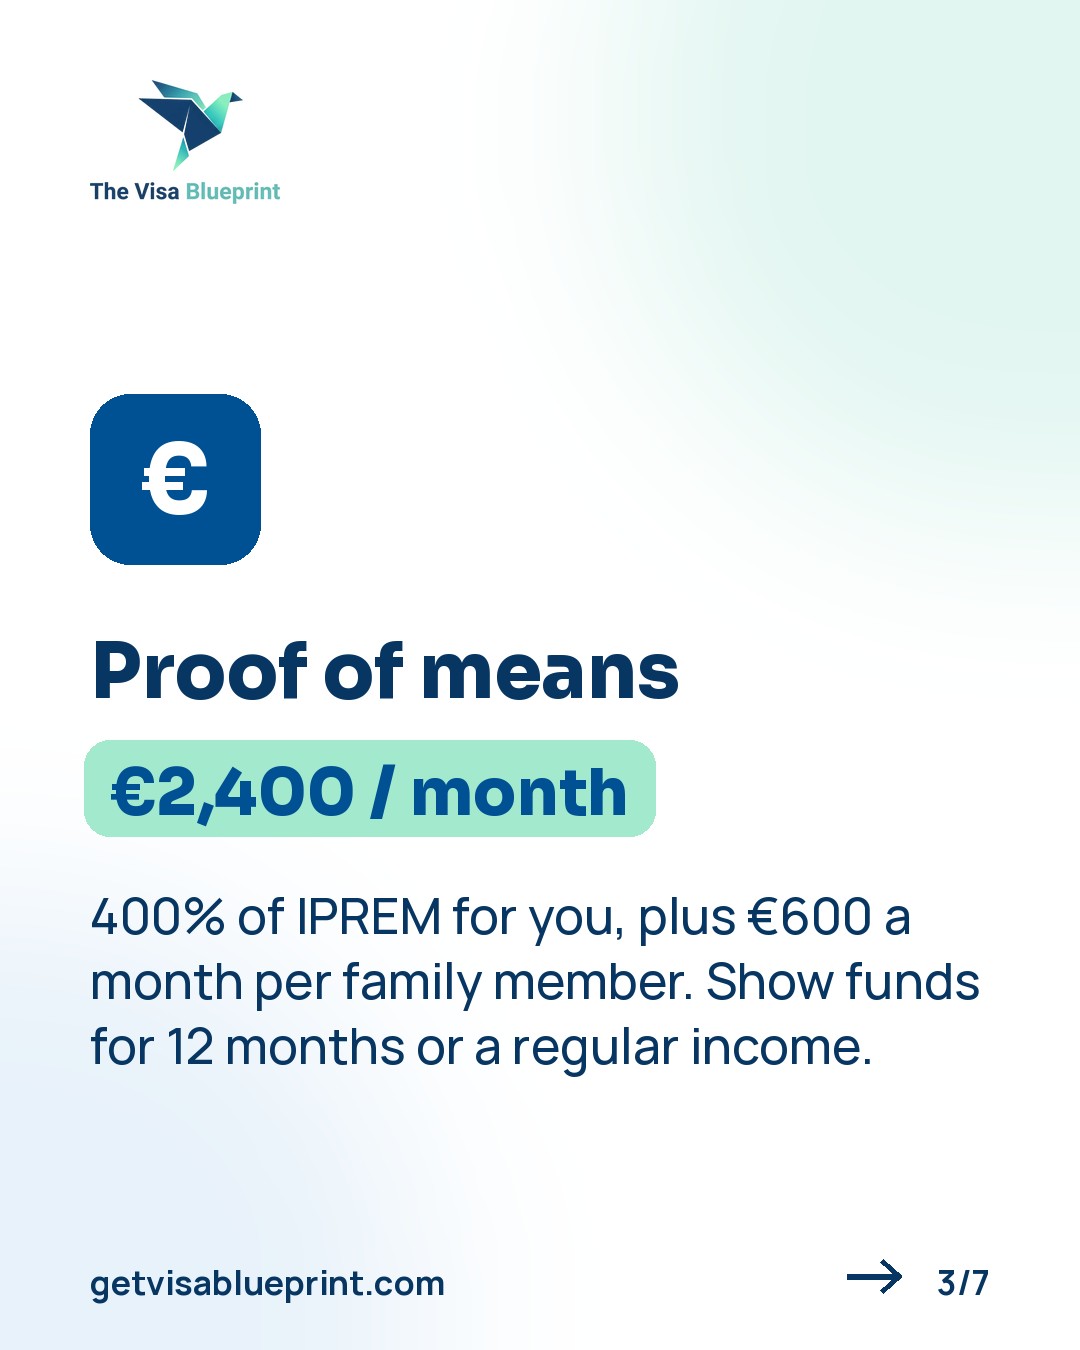 The Visa Blueprint
€
Proof of means
€2,400 / month
400% of IPREM for you, plus €600 a
month per family member. Show funds
for 12 months or a regular income.
getvisablueprint.com
→ 3/7